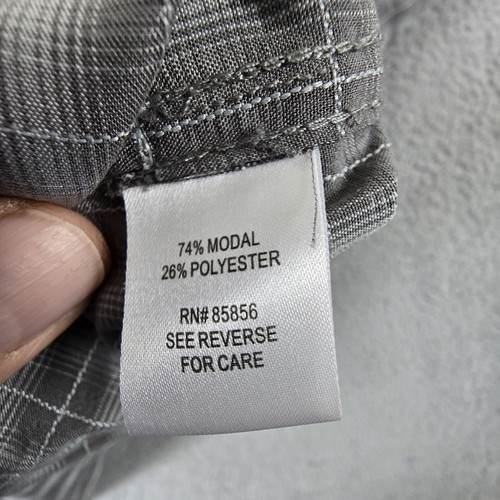 74% MODAL
26% POLYESTER
RN# 85856
SEE REVERSE
FOR CARE